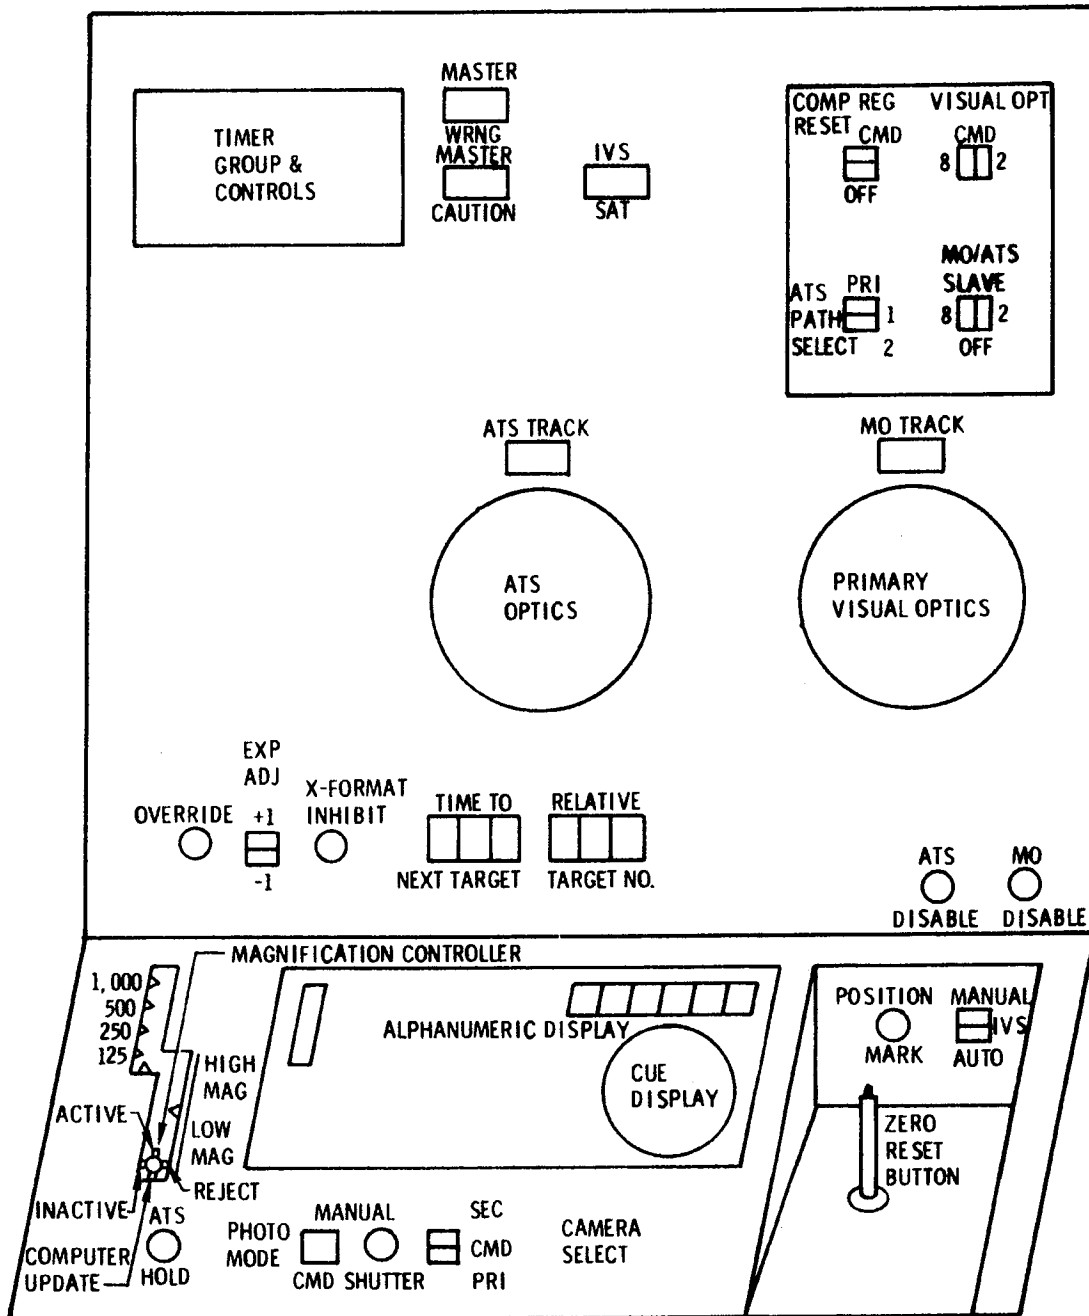 MASTER
WRNG
MASTER
CAUTION
TIMER
GROUP &
CONTROLS
IVS
SAT
COMP REG
RESET
CMD
OFF
VISUAL OPT
CMD
8 2
ATS
PATH
SELECT
PRI
1
2
MO/ATS
SLAVE
8 2
OFF
ATS TRACK
MO TRACK
ATS
OPTICS
PRIMARY
VISUAL OPTICS
OVERRIDE
EXP
ADJ
+1
-1
X-FORMAT
INHIBIT
TIME TO
NEXT TARGET
RELATIVE
TARGET NO.
ATS
DISABLE
MO
DISABLE
MAGNIFICATION CONTROLLER
1,000
500
250
125
HIGH
MAG
LOW
MAG
ACTIVE
REJECT
INACTIVE
COMPUTER
UPDATE
ATS
HOLD
ALPHANUMERIC DISPLAY
CUE
DISPLAY
PHOTO
MODE
CMD
MANUAL
SHUTTER
SEC
CMD
PRI
CAMERA
SELECT
POSITION
MARK
MANUAL
IVS
AUTO
ZERO
RESET
BUTTON